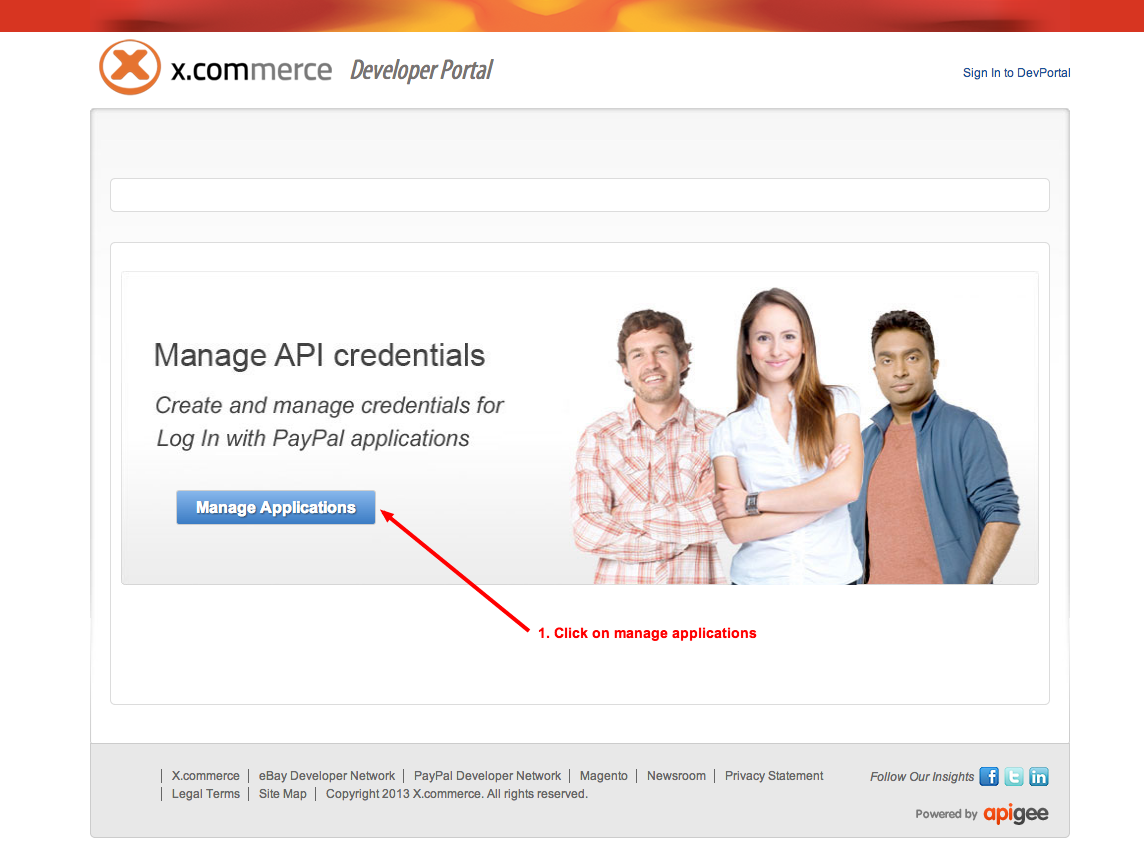 x.commerce Developer Portal
Sign In to DevPortal
Manage API credentials
Create and manage credentials for
Log In with PayPal applications
Manage Applications
1. Click on manage applications
X.commerce | eBay Developer Network | PayPal Developer Network | Magento | Newsroom | Privacy Statement
Legal Terms | Site Map | Copyright 2013 X.commerce. All rights reserved.
Follow Our Insights
Powered by apigee